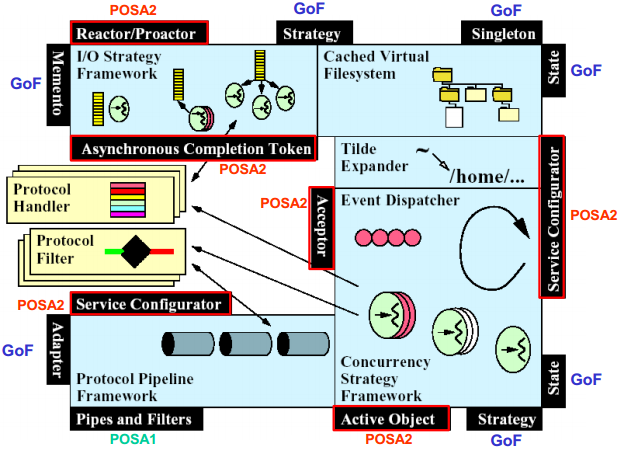 POSA2
GoF
GoF
Reactor/Proactor
Strategy
Singleton
I/O Strategy
Framework
Cached Virtual
Filesystem
Memento
GoF
State
GoF
Asynchronous Completion Token
POSA2
Tilde
Expander
~
/home/...
Protocol
Handler
POSA2
Acceptor
Event Dispatcher
Service Configurator
POSA2
Protocol
Filter
POSA2
Service Configurator
Adapter
GoF
Protocol Pipeline
Framework
Concurrency
Strategy
Framework
State
GoF
Pipes and Filters
Active Object
Strategy
POSA1
POSA2
GoF